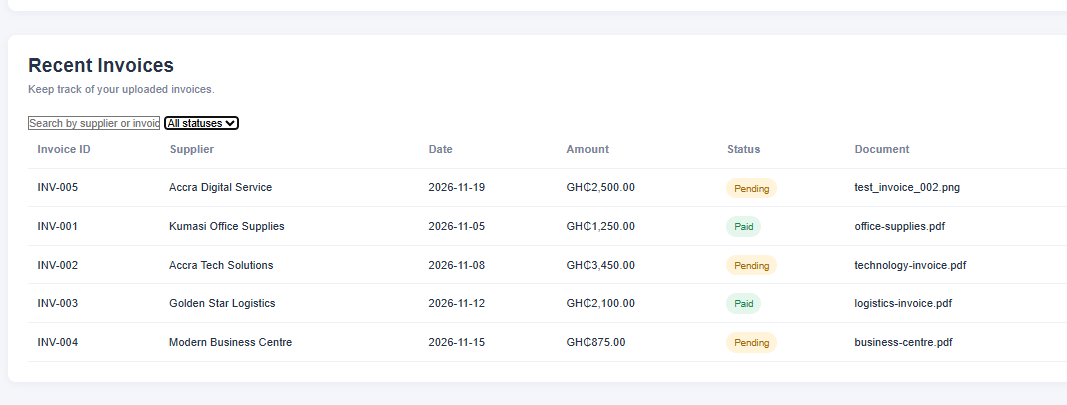 Recent Invoices
Keep track of your uploaded invoices.
Search by supplier or invoic All statuses
Invoice ID Supplier Date Amount Status Document
INV-005 Accra Digital Service 2026-11-19 GH₵2,500.00 Pending test_invoice_002.png
INV-001 Kumasi Office Supplies 2026-11-05 GH₵1,250.00 Paid office-supplies.pdf
INV-002 Accra Tech Solutions 2026-11-08 GH₵3,450.00 Pending technology-invoice.pdf
INV-003 Golden Star Logistics 2026-11-12 GH₵2,100.00 Paid logistics-invoice.pdf
INV-004 Modern Business Centre 2026-11-15 GH₵875.00 Pending business-centre.pdf